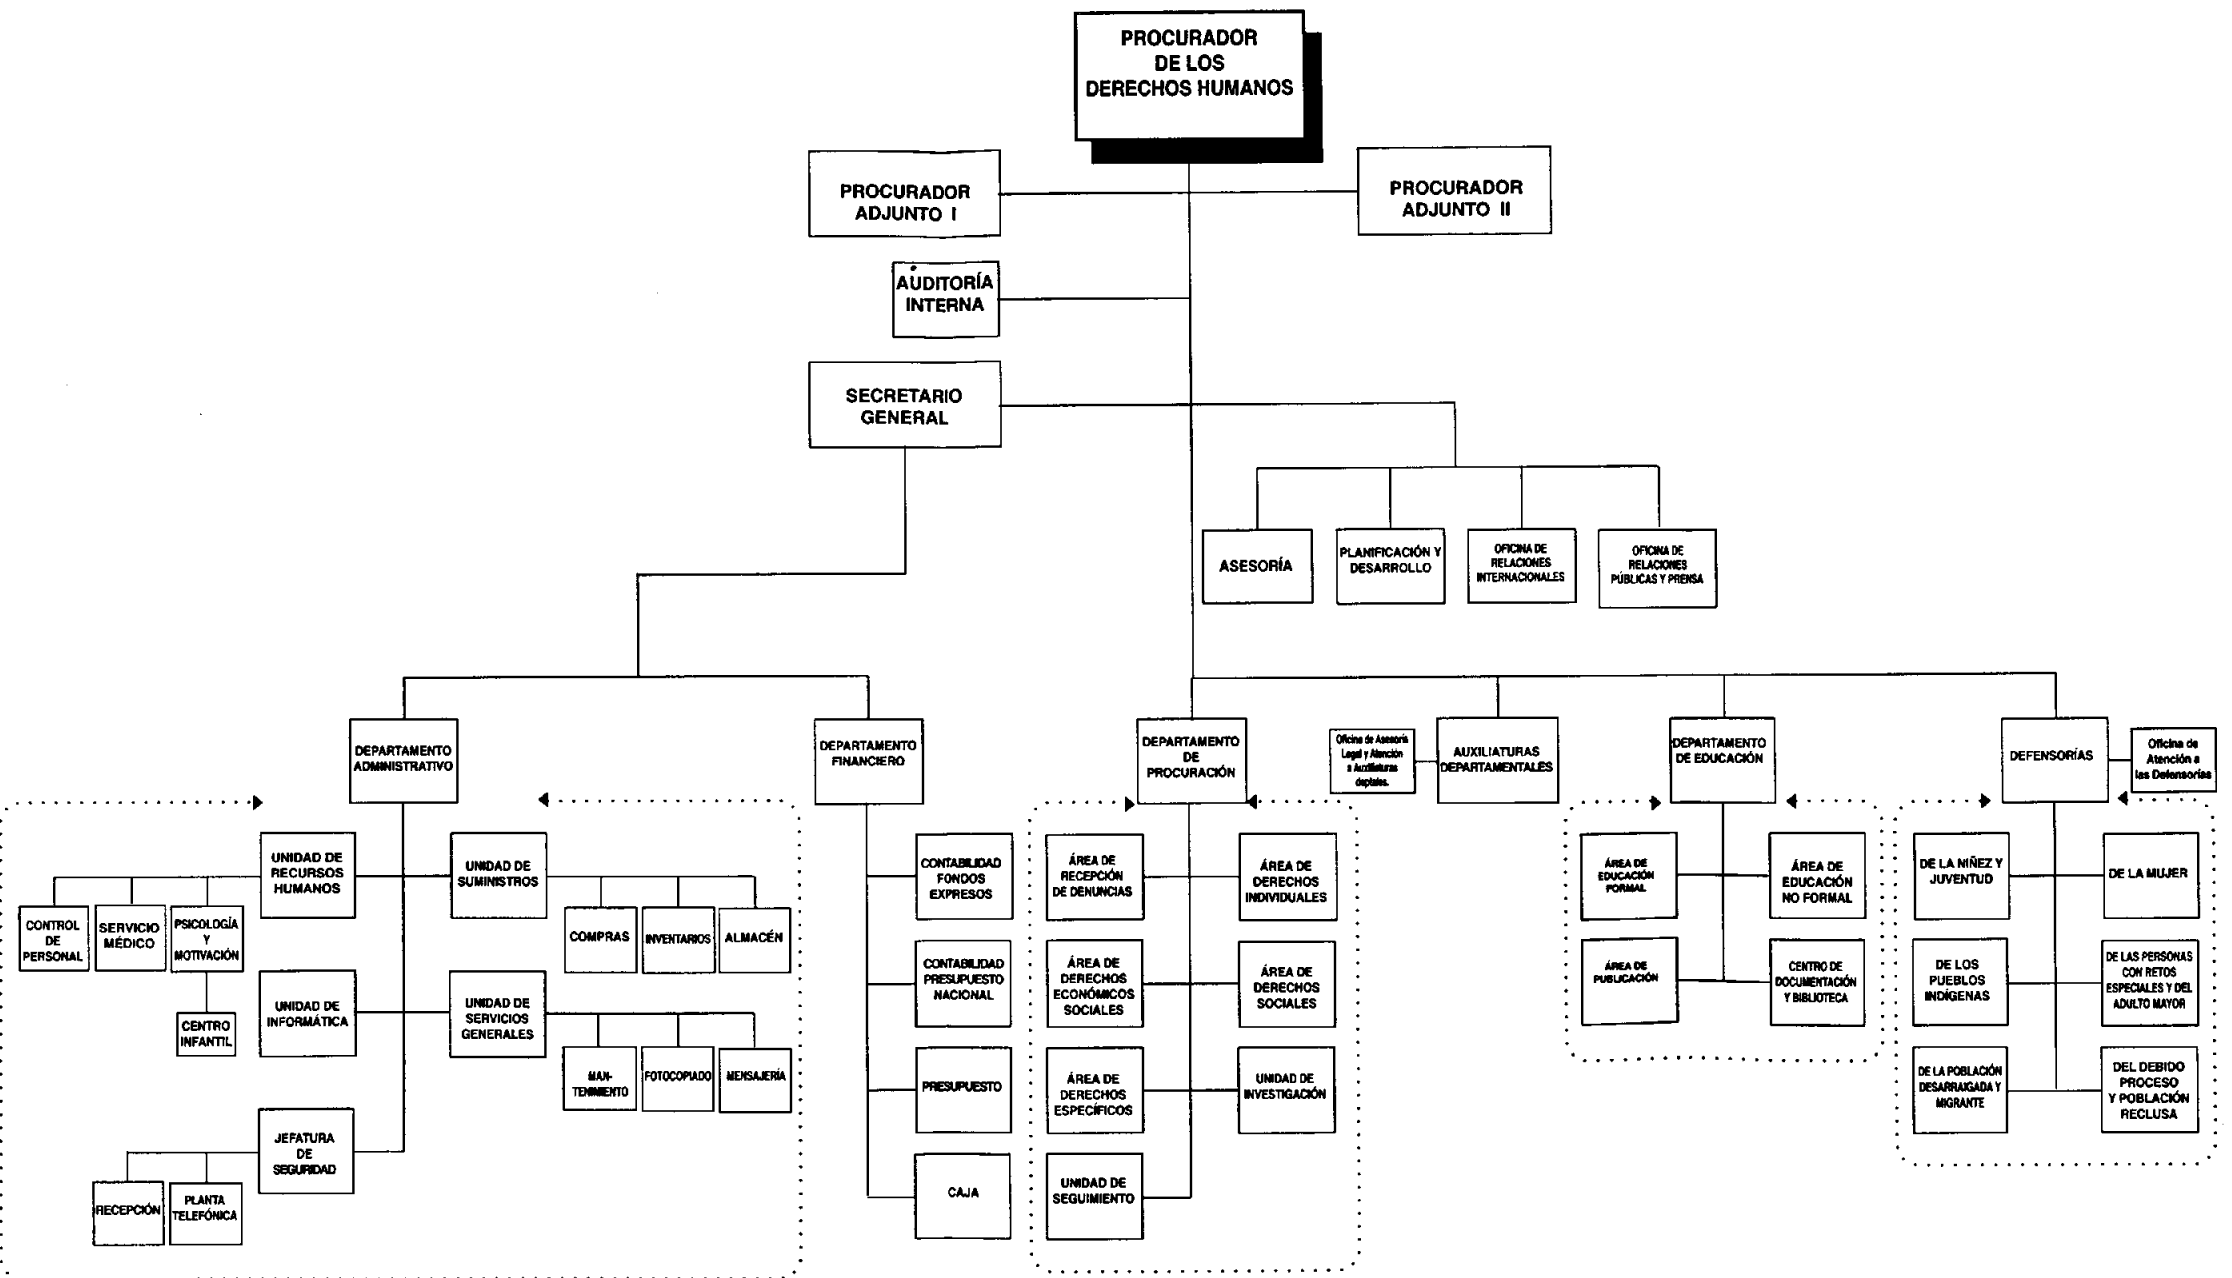 PROCURADOR
DE LOS
DERECHOS HUMANOS
PROCURADOR
ADJUNTO I
PROCURADOR
ADJUNTO II
AUDITORÍA
INTERNA
SECRETARIO
GENERAL
ASESORÍA
PLANIFICACIÓN Y
DESARROLLO
OFICINA DE
RELACIONES
INTERNACIONALES
OFICINA DE
RELACIONES
PÚBLICAS Y PRENSA
DEPARTAMENTO
ADMINISTRATIVO
DEPARTAMENTO
FINANCIERO
DEPARTAMENTO
DE
PROCURACIÓN
Oficina de Asesoría
Legal y Atención
a Auxiliaturas
deptales.
AUXILIATURAS
DEPARTAMENTALES
DEPARTAMENTO
DE EDUCACIÓN
DEFENSORÍAS
Oficina de
Atención a
las Defensorías
UNIDAD DE
RECURSOS
HUMANOS
UNIDAD DE
SUMINISTROS
CONTROL
DE
PERSONAL
SERVICIO
MÉDICO
PSICOLOGÍA
Y
MOTIVACIÓN
CENTRO
INFANTIL
COMPRAS
INVENTARIOS
ALMACÉN
UNIDAD DE
INFORMÁTICA
UNIDAD DE
SERVICIOS
GENERALES
MAN-
TENIMIENTO
FOTOCOPIADO
MENSAJERÍA
JEFATURA
DE
SEGURIDAD
RECEPCIÓN
PLANTA
TELEFÓNICA
CONTABILIDAD
FONDOS
EXPRESOS
CONTABILIDAD
PRESUPUESTO
NACIONAL
PRESUPUESTO
CAJA
ÁREA DE
RECEPCIÓN
DE DENUNCIAS
ÁREA DE
DERECHOS
INDIVIDUALES
ÁREA DE
DERECHOS
ECONÓMICOS
SOCIALES
ÁREA DE
DERECHOS
SOCIALES
ÁREA DE
DERECHOS
ESPECÍFICOS
UNIDAD DE
INVESTIGACIÓN
UNIDAD DE
SEGUIMIENTO
ÁREA DE
EDUCACIÓN
FORMAL
ÁREA DE
EDUCACIÓN
NO FORMAL
ÁREA DE
PUBLICACIÓN
CENTRO DE
DOCUMENTACIÓN
Y BIBLIOTECA
DE LA NIÑEZ Y
JUVENTUD
DE LA MUJER
DE LOS
PUEBLOS
INDÍGENAS
DE LAS PERSONAS
CON RETOS
ESPECIALES Y DEL
ADULTO MAYOR
DE LA POBLACIÓN
DESARRAIGADA Y
MIGRANTE
DEL DEBIDO
PROCESO
Y POBLACIÓN
RECLUSA